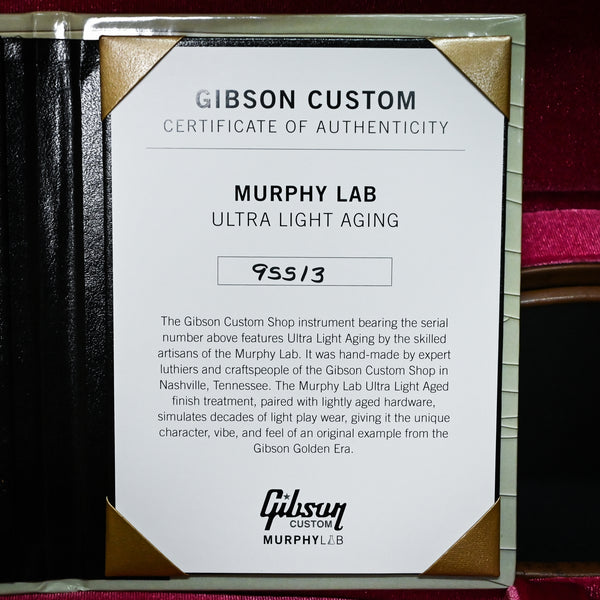 GIBSON CUSTOM
CERTIFICATE OF AUTHENTICITY
MURPHY LAB
ULTRA LIGHT AGING
95513
The Gibson Custom Shop instrument bearing the serial
number above features Ultra Light Aging by the skilled
artisans of the Murphy Lab. It was hand-made by expert
luthiers and craftspeople of the Gibson Custom Shop in
Nashville, Tennessee. The Murphy Lab Ultra Light Aged
finish treatment, paired with lightly aged hardware,
simulates decades of light play wear, giving it the unique
character, vibe, and feel of an original example from the
Gibson Golden Era.
Gibson
CUSTOM
MURPHYLAB